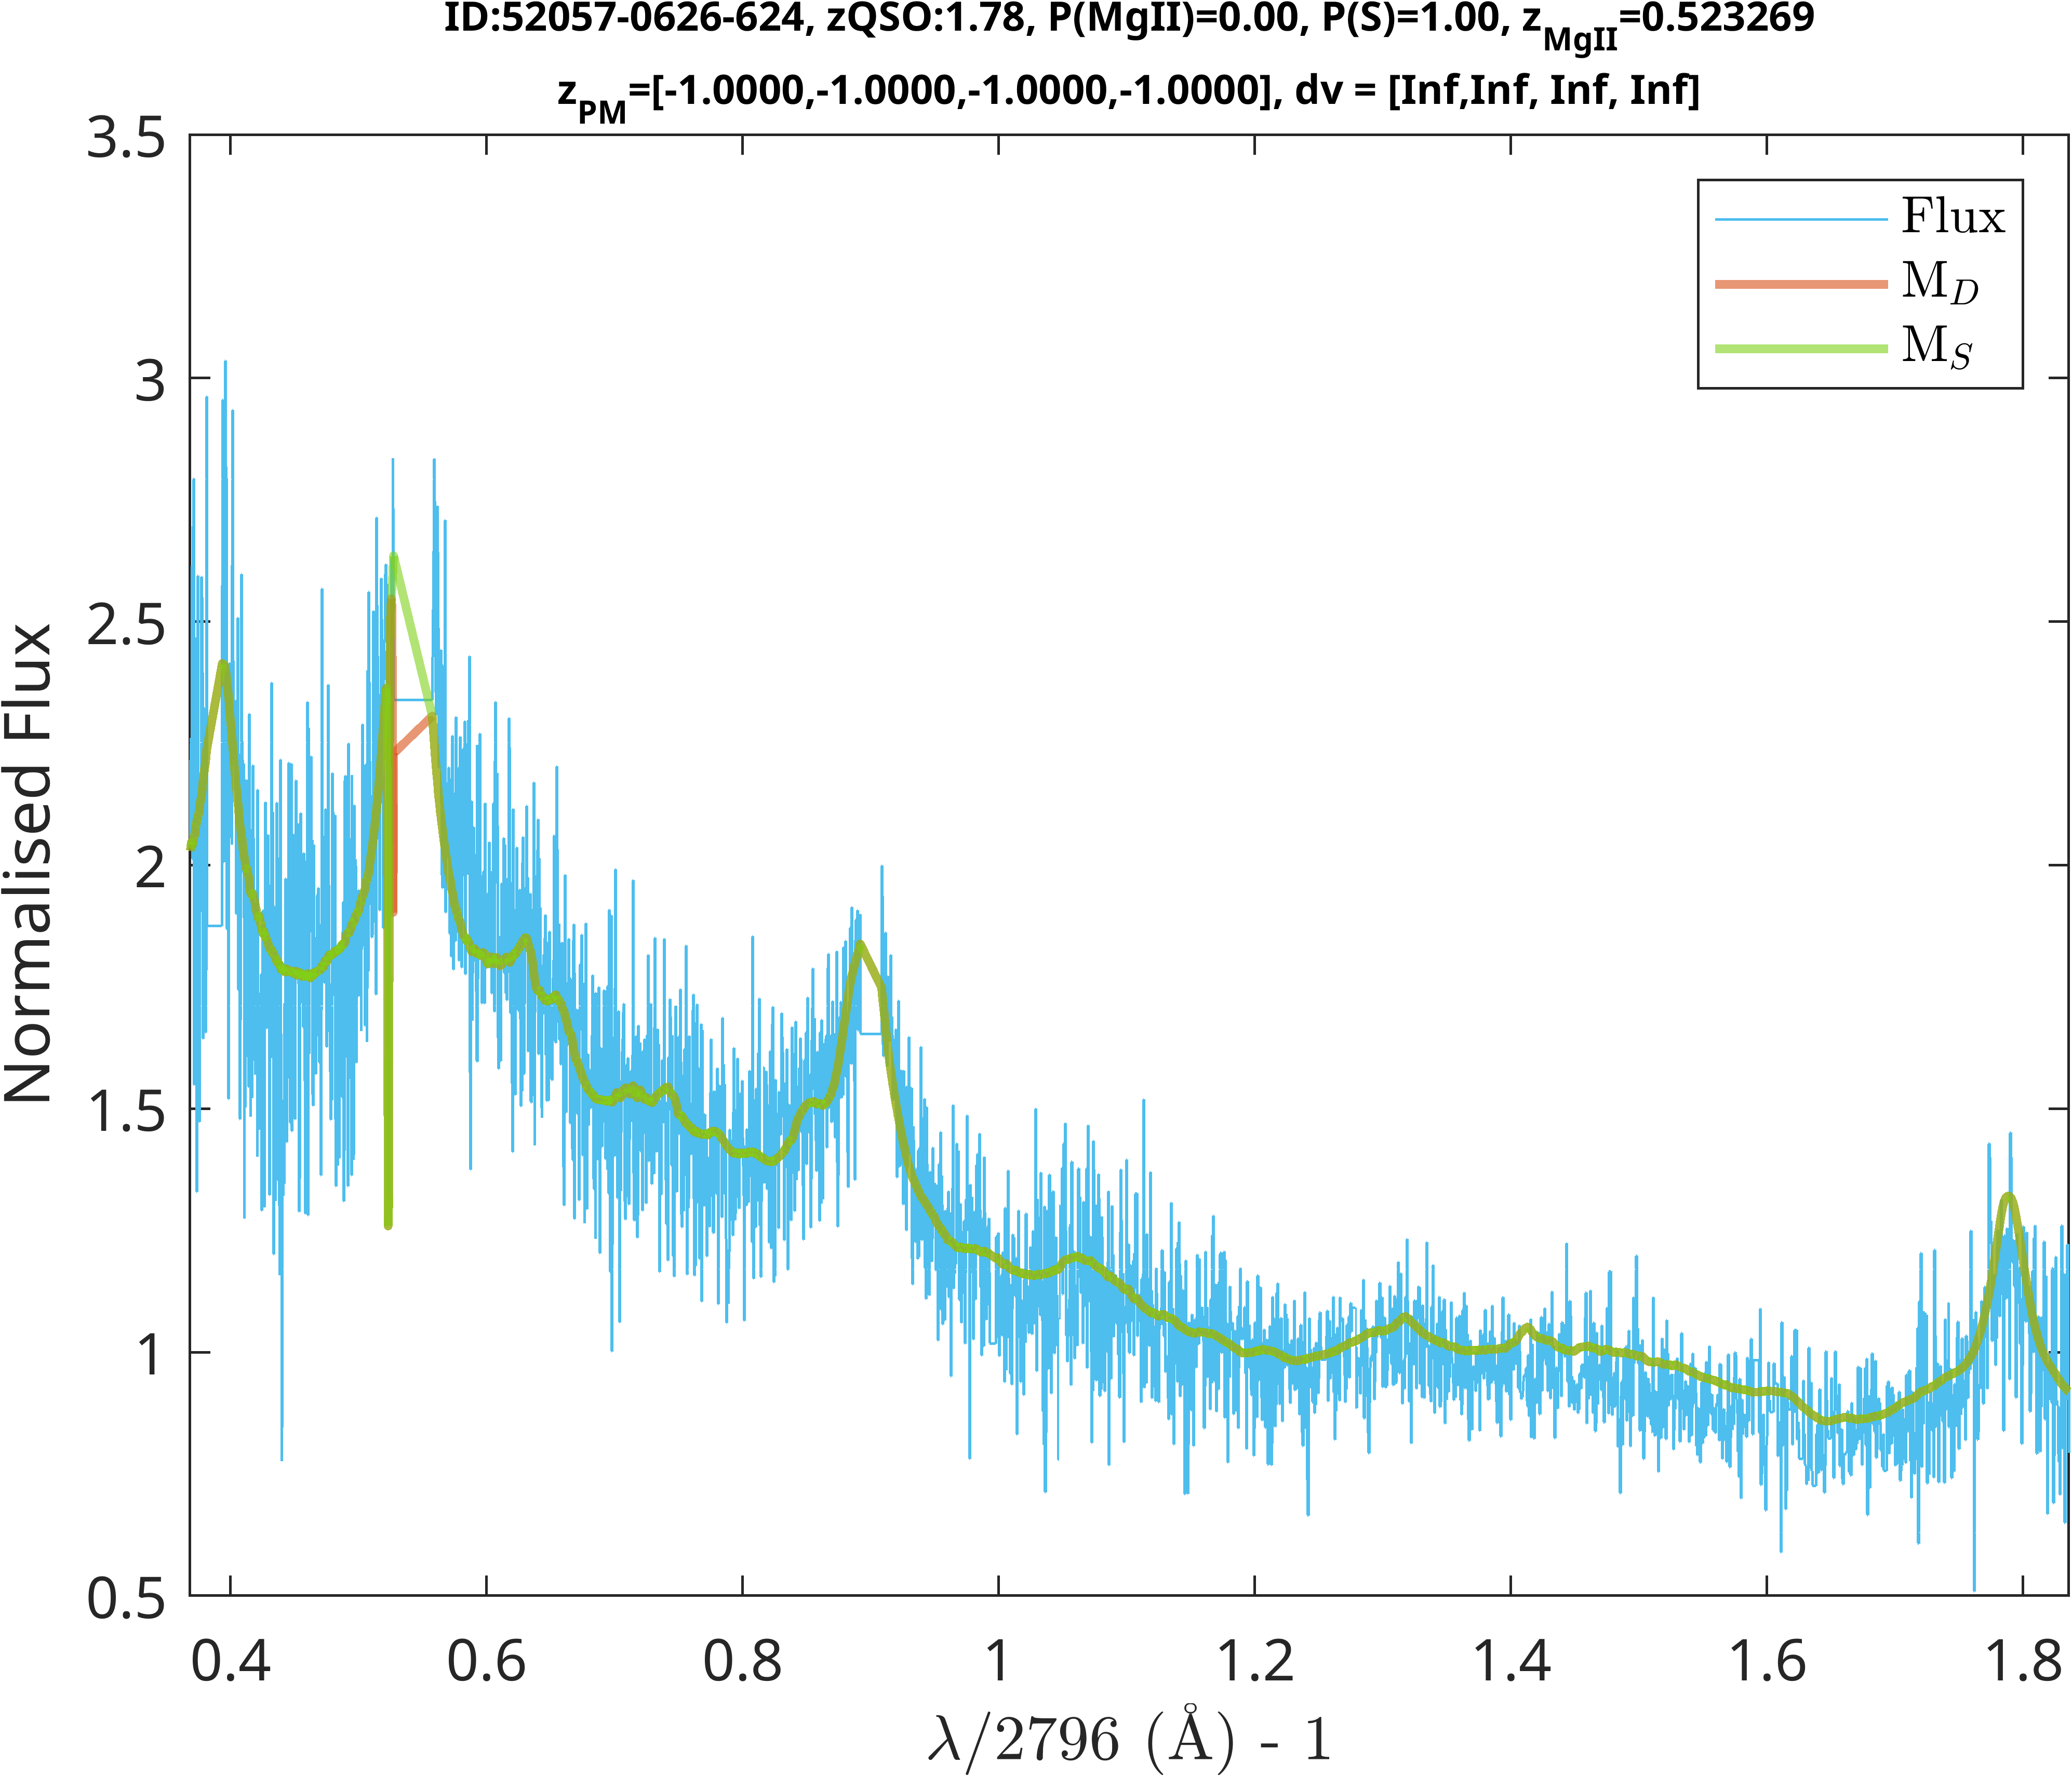 ID:52057-0626-624, zQSO:1.78, P(MgII)=0.00, P(S)=1.00, zMgII=0.523269
zPM=[-1.0000,-1.0000,-1.0000,-1.0000], dv = [Inf,Inf, Inf, Inf]
3.5
3
2.5
2
1.5
1
0.5
Normalised Flux
Flux
MD
MS
0.4 0.6 0.8 1 1.2 1.4 1.6 1.8
λ/2796 (Å) - 1